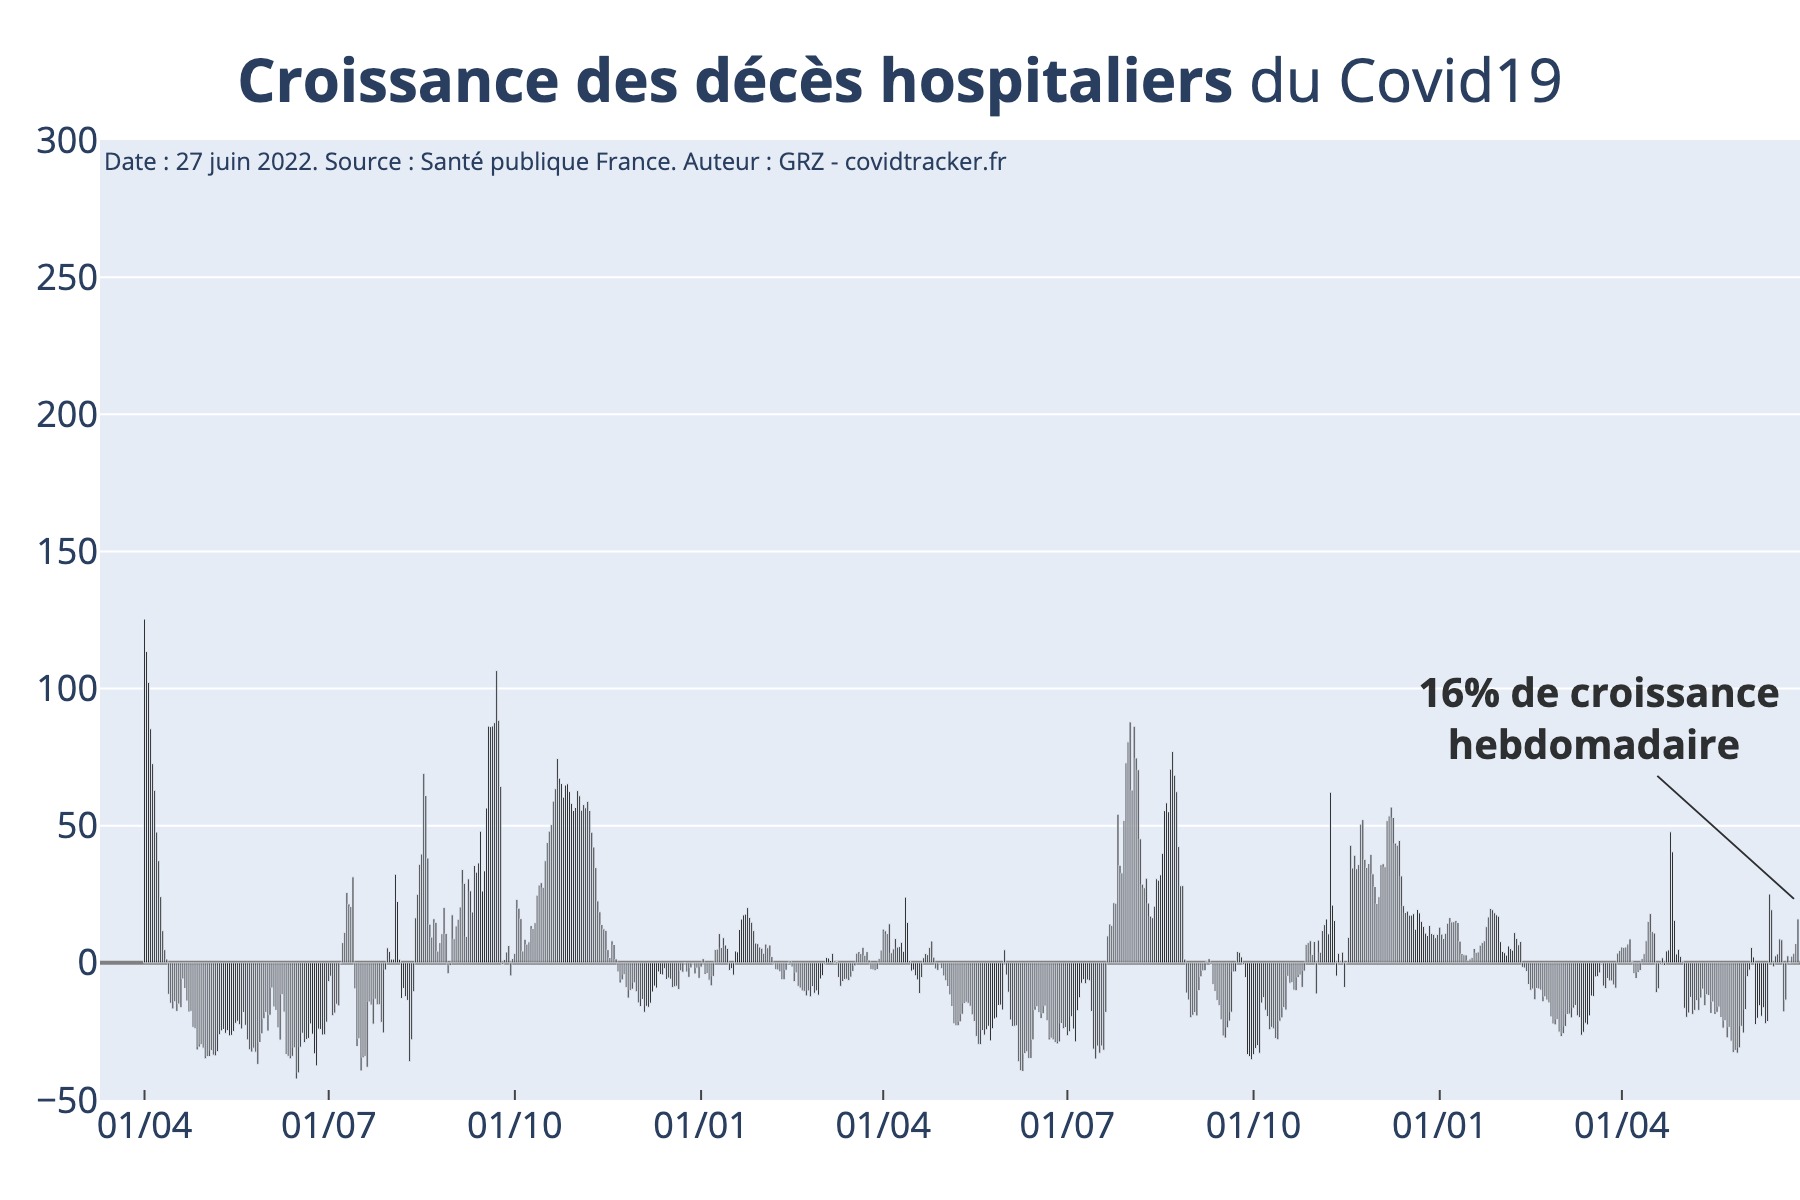 Croissance des décès hospitaliers du Covid19
Date : 27 juin 2022. Source : Santé publique France. Auteur : GRZ - covidtracker.fr
300
250
200
150
100
50
0
−50
16% de croissance
hebdomadaire
01/04 01/07 01/10 01/01 01/04 01/07 01/10 01/01 01/04